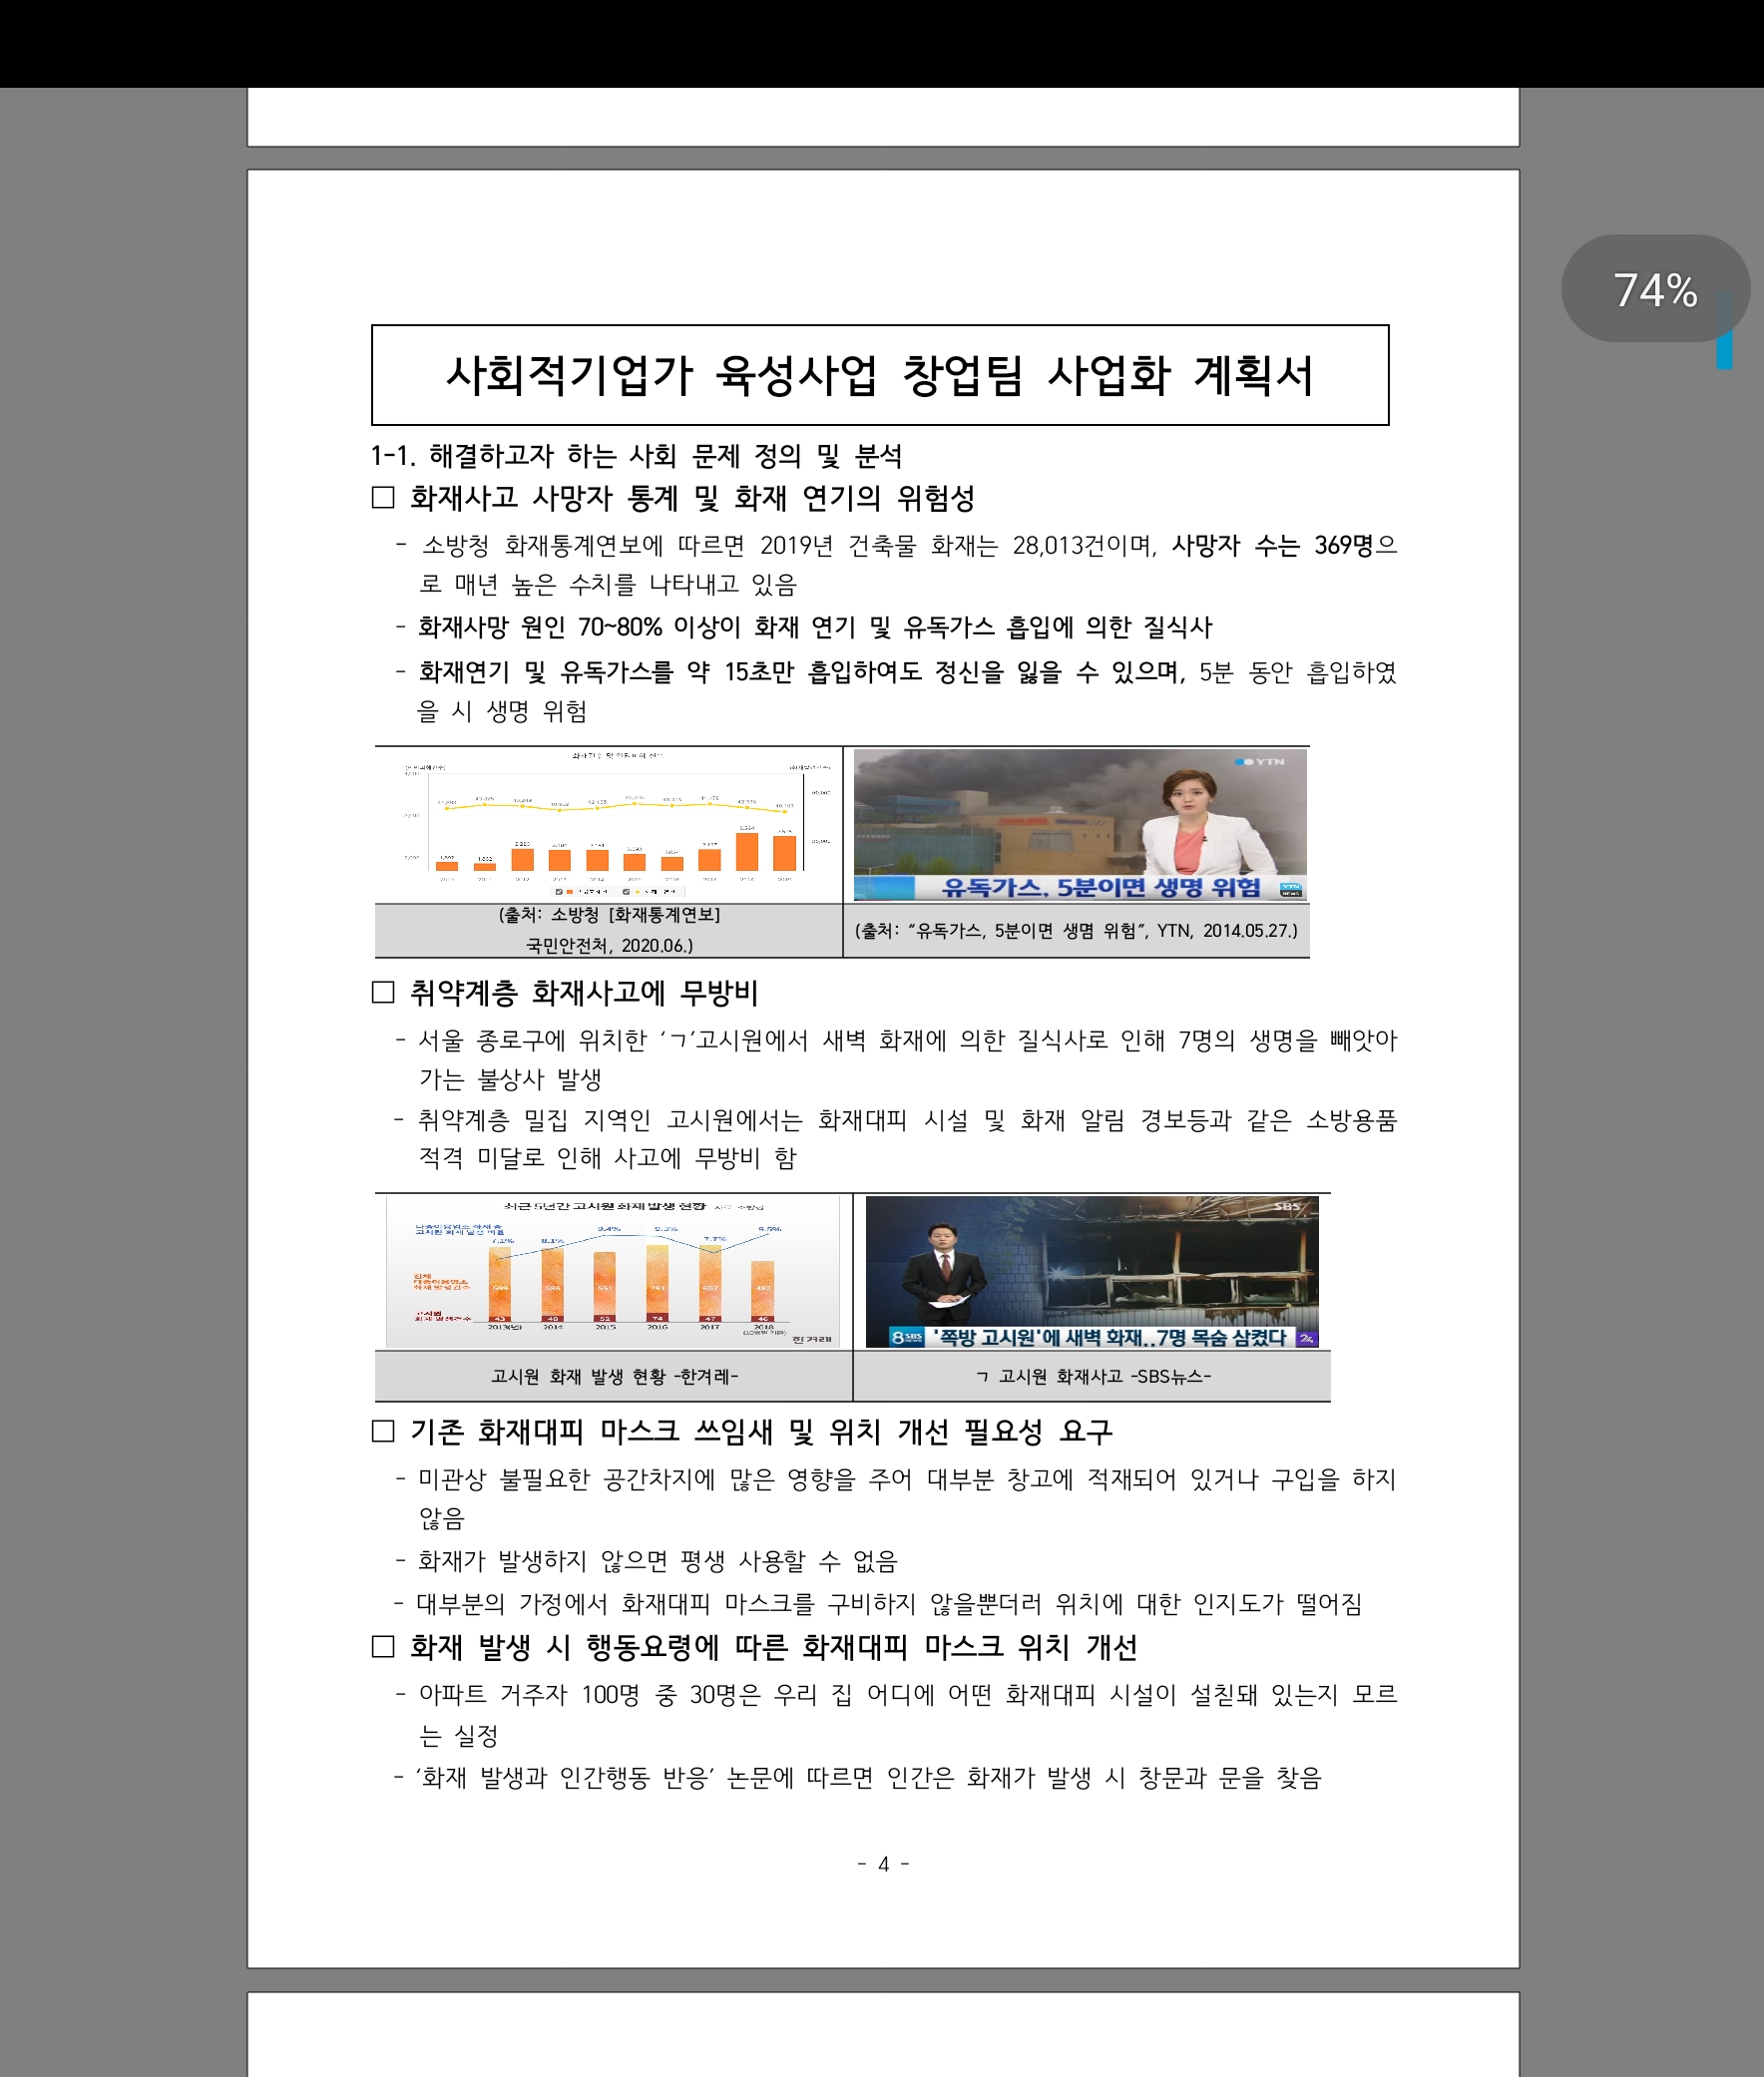 74%
사회적기업가 육성사업 창업팀 사업화 계획서
1-1. 해결하고자 하는 사회 문제 정의 및 분석
□ 화재사고 사망자 통계 및 화재 연기의 위험성
- 소방청 화재통계연보에 따르면 2019년 건축물 화재는 28,013건이며, 사망자 수는 369명으
로 매년 높은 수치를 나타내고 있음
- 화재사망 원인 70~80% 이상이 화재 연기 및 유독가스 흡입에 의한 질식사
- 화재연기 및 유독가스를 약 15초만 흡입하여도 정신을 잃을 수 있으며, 5분 동안 흡입하였
을 시 생명 위험
YTN
유독가스, 5분이면 생명 위험
YTN NEWS
(출처: 소방청 [화재통계연보]
국민안전처, 2020.06.)
(출처: “유독가스, 5분이면 생명 위험”, YTN, 2014.05.27.)
□ 취약계층 화재사고에 무방비
- 서울 종로구에 위치한 ‘ㄱ’고시원에서 새벽 화재에 의한 질식사로 인해 7명의 생명을 빼앗아
가는 불상사 발생
- 취약계층 밀집 지역인 고시원에서는 화재대피 시설 및 화재 알림 경보등과 같은 소방용품
적격 미달로 인해 사고에 무방비 함
최근 5년간 고시원 화재 발생 현황
7.1% 8.1% 9.4% 9.3% 7.7% 9.5%
2013(년) 2014 2015 2016 2017 2018
한겨레
SBS
8 SBS NEWS '쪽방 고시원'에 새벽 화재..7명 목숨 삼켰다
고시원 화재 발생 현황 -한겨레-
ㄱ 고시원 화재사고 -SBS뉴스-
□ 기존 화재대피 마스크 쓰임새 및 위치 개선 필요성 요구
- 미관상 불필요한 공간차지에 많은 영향을 주어 대부분 창고에 적재되어 있거나 구입을 하지
않음
- 화재가 발생하지 않으면 평생 사용할 수 없음
- 대부분의 가정에서 화재대피 마스크를 구비하지 않을뿐더러 위치에 대한 인지도가 떨어짐
□ 화재 발생 시 행동요령에 따른 화재대피 마스크 위치 개선
- 아파트 거주자 100명 중 30명은 우리 집 어디에 어떤 화재대피 시설이 설칟돼 있는지 모르
는 실정
- ‘화재 발생과 인간행동 반응’ 논문에 따르면 인간은 화재가 발생 시 창문과 문을 찾음
- 4 -